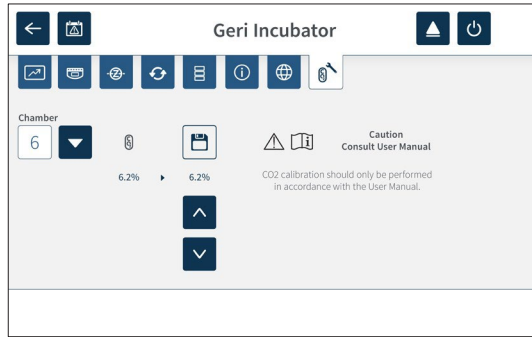 Geri Incubator
Chamber
6
6.2%
6.2%
Caution
Consult User Manual
CO2 calibration should only be performed
in accordance with the User Manual.